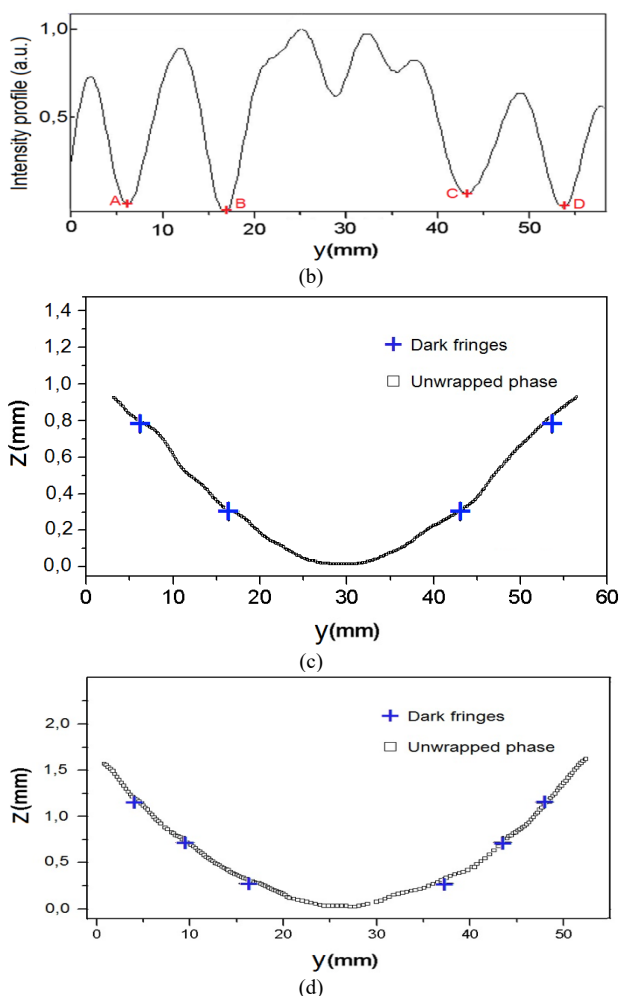 Intensity profile (a.u.)
1,0
0,5
A
B
C
D
0
10
20
30
40
50
y(mm)
(b)
Z(mm)
1,4
1,2
1,0
0,8
0,6
0,4
0,2
0,0
Dark fringes
Unwrapped phase
0
10
20
30
40
50
60
y(mm)
(c)
Z(mm)
2,0
1,5
1,0
0,5
0,0
Dark fringes
Unwrapped phase
0
10
20
30
40
50
y(mm)
(d)